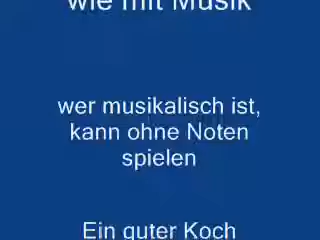 wie mit Musik
wer musikalisch ist,
kann ohne Noten
spielen
Ein guter Koch